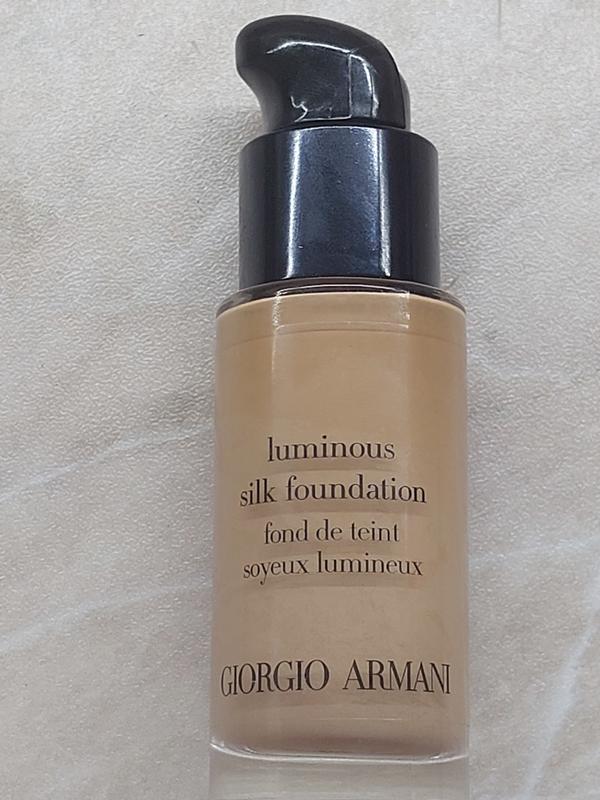 luminous
silk foundation
fond de teint
soyeux lumineux
GIORGIO ARMANI